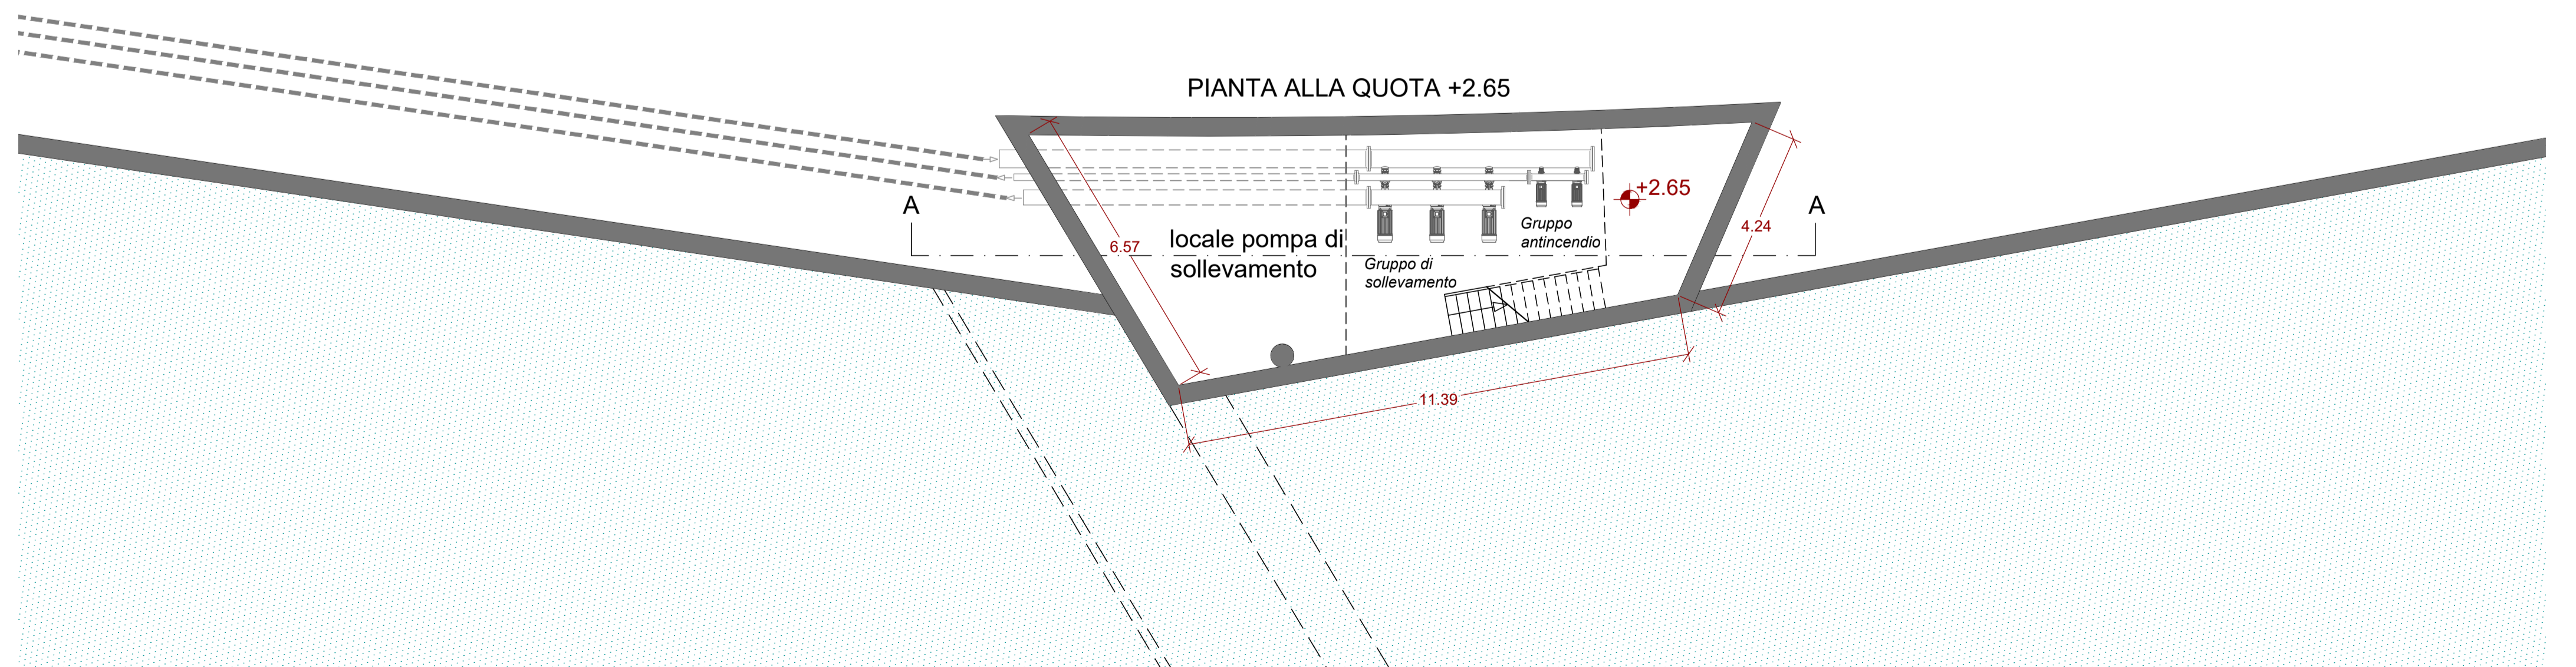 PIANTA ALLA QUOTA +2.65
A
A
+2.65
4.24
6.57
locale pompa di
sollevamento
Gruppo
antincendio
Gruppo di
sollevamento
11.39